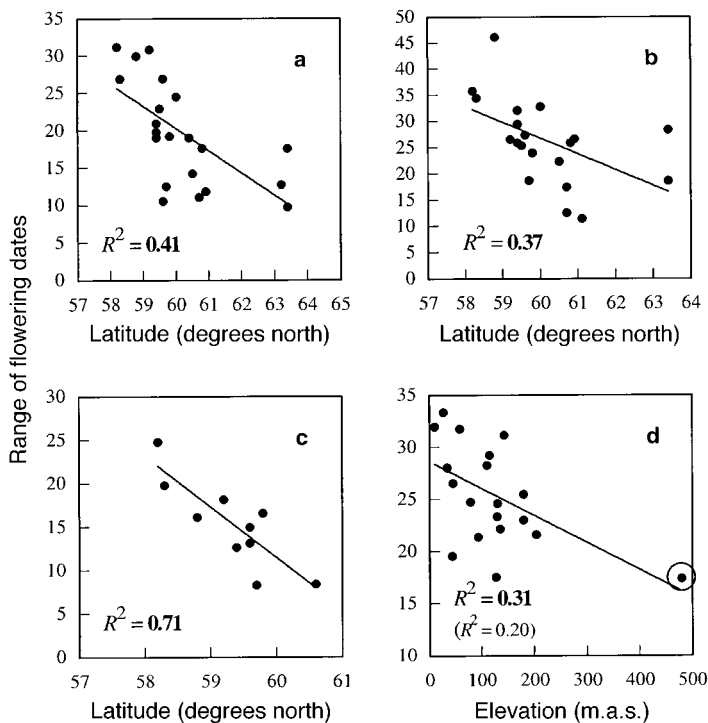 Range of flowering dates
35
30
25
20
15
10
5
0
a
R² = 0.41
57 58 59 60 61 62 63 64 65
Latitude (degrees north)
50
45
40
35
30
25
20
15
10
5
0
b
R² = 0.37
57 58 59 60 61 62 63 64
Latitude (degrees north)
30
25
20
15
10
5
0
c
R² = 0.71
57 58 59 60 61
Latitude (degrees north)
35
30
25
20
15
10
d
R² = 0.31
(R² = 0.20)
0 100 200 300 400 500
Elevation (m.a.s.)